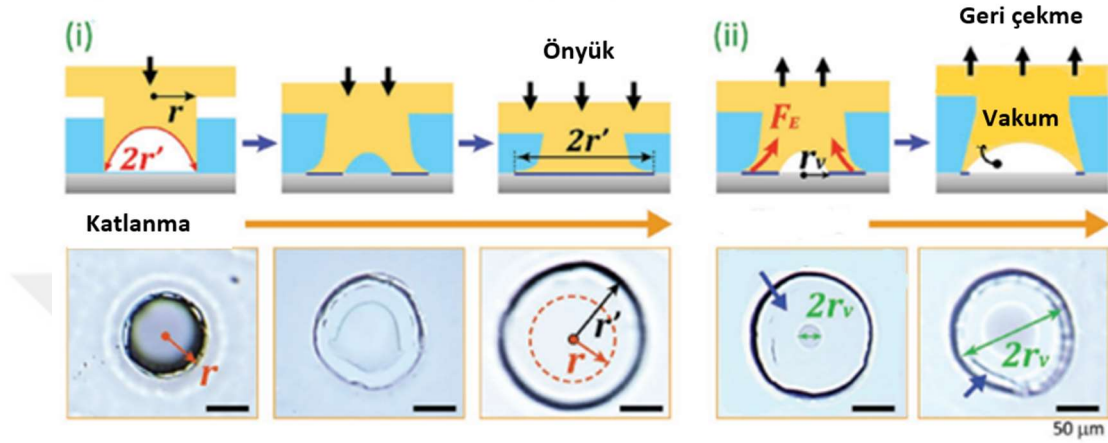 (i)
r
2r'
Önyük
2r'
(ii)
F_E
r_v
Geri çekme
Vakum
Katlanma
r
r'
r
2r_v
2r_v
50 µm